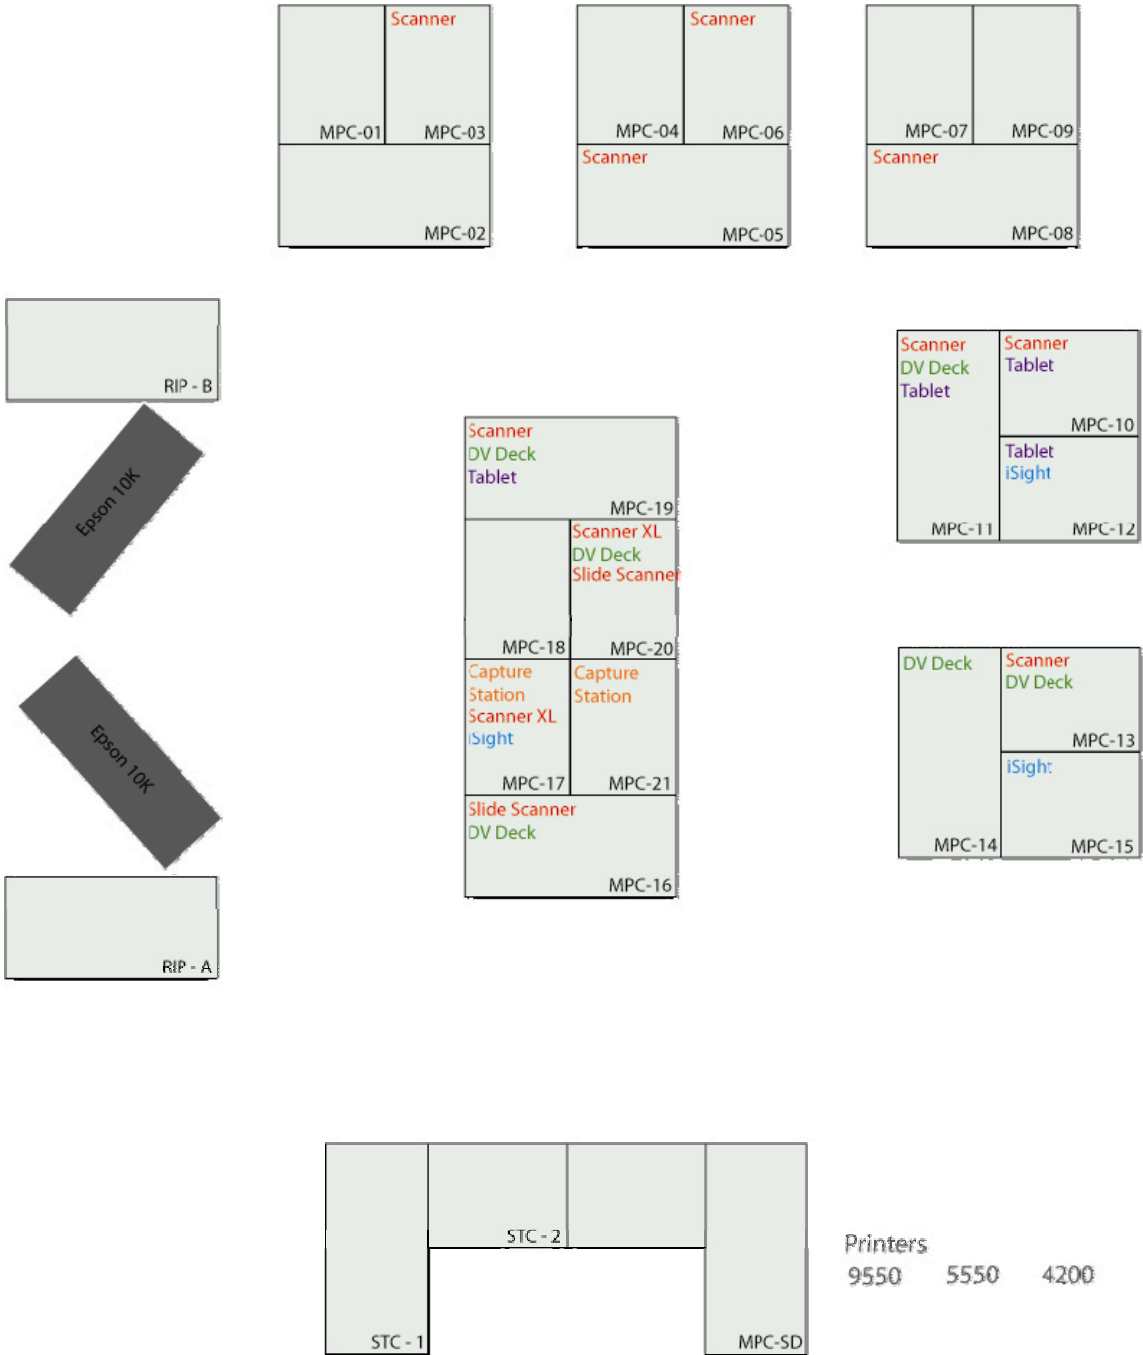 Scanner
MPC-01
MPC-03
MPC-02
Scanner
MPC-04
MPC-06
Scanner
MPC-05
MPC-07
MPC-09
Scanner
MPC-08
RIP - B
Epson 10K
Epson 10K
RIP - A
Scanner
DV Deck
Tablet
MPC-19
MPC-18
Scanner XL
DV Deck
Slide Scanner
MPC-20
Capture
Station
Scanner XL
iSight
MPC-17
Capture
Station
MPC-21
Slide Scanner
DV Deck
MPC-16
Scanner
DV Deck
Tablet
MPC-11
Scanner
Tablet
MPC-10
Tablet
iSight
MPC-12
DV Deck
MPC-14
Scanner
DV Deck
MPC-13
iSight
MPC-15
STC - 2
STC - 1
MPC-SD
Printers
9550 5550 4200